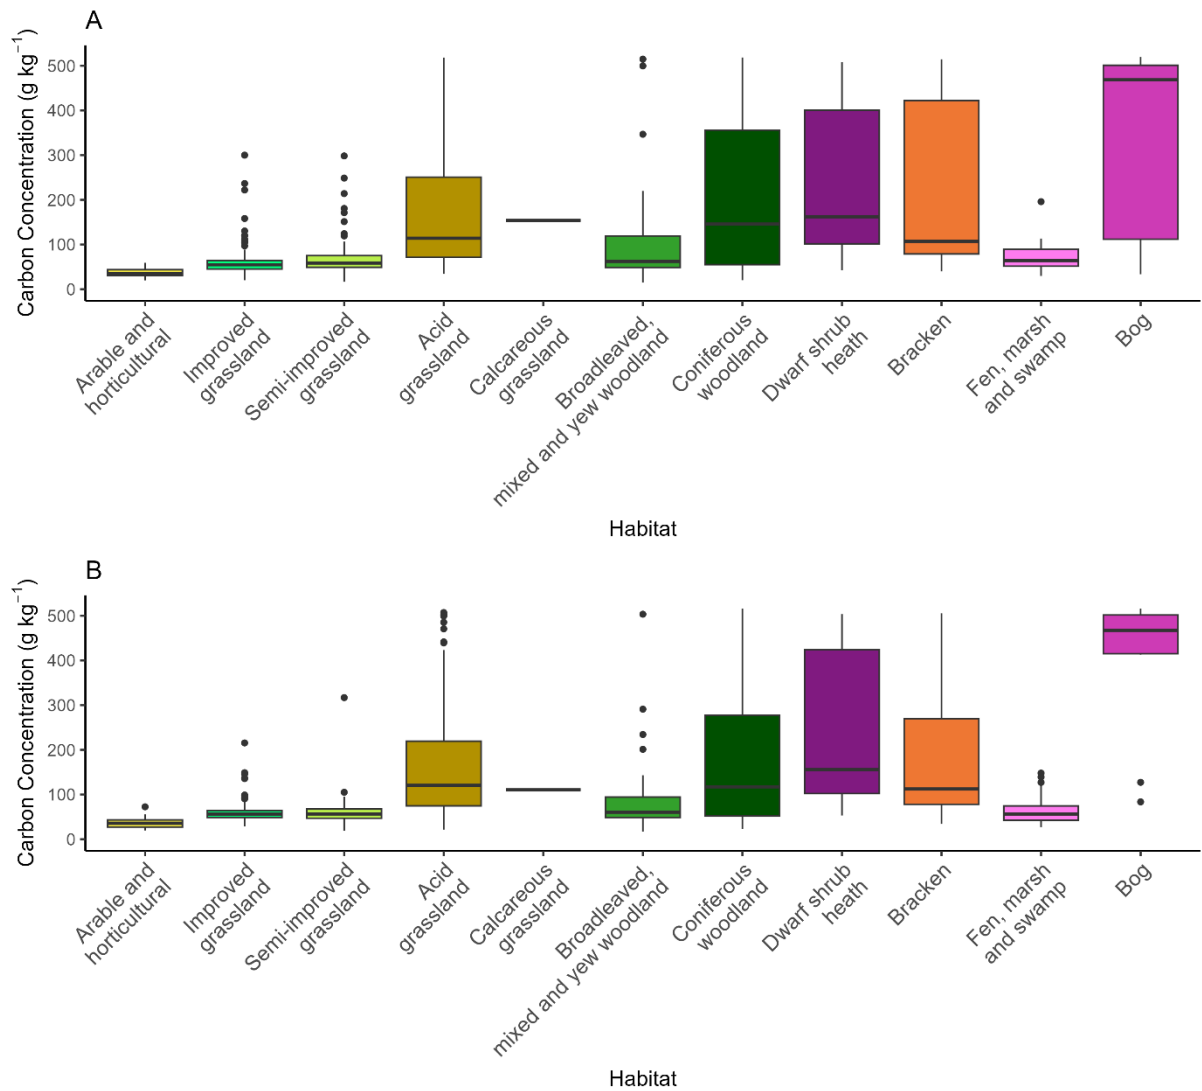 A
Carbon Concentration (g kg⁻¹)
500
400
300
200
100
0
Arable and
horticultural
Improved
grassland
Semi-improved
grassland
Acid
grassland
Calcareous
grassland
Broadleaved,
mixed and yew woodland
Coniferous
woodland
Dwarf shrub
heath
Bracken
Fen, marsh
and swamp
Bog
Habitat
B
Carbon Concentration (g kg⁻¹)
500
400
300
200
100
0
Arable and
horticultural
Improved
grassland
Semi-improved
grassland
Acid
grassland
Calcareous
grassland
Broadleaved,
mixed and yew woodland
Coniferous
woodland
Dwarf shrub
heath
Bracken
Fen, marsh
and swamp
Bog
Habitat